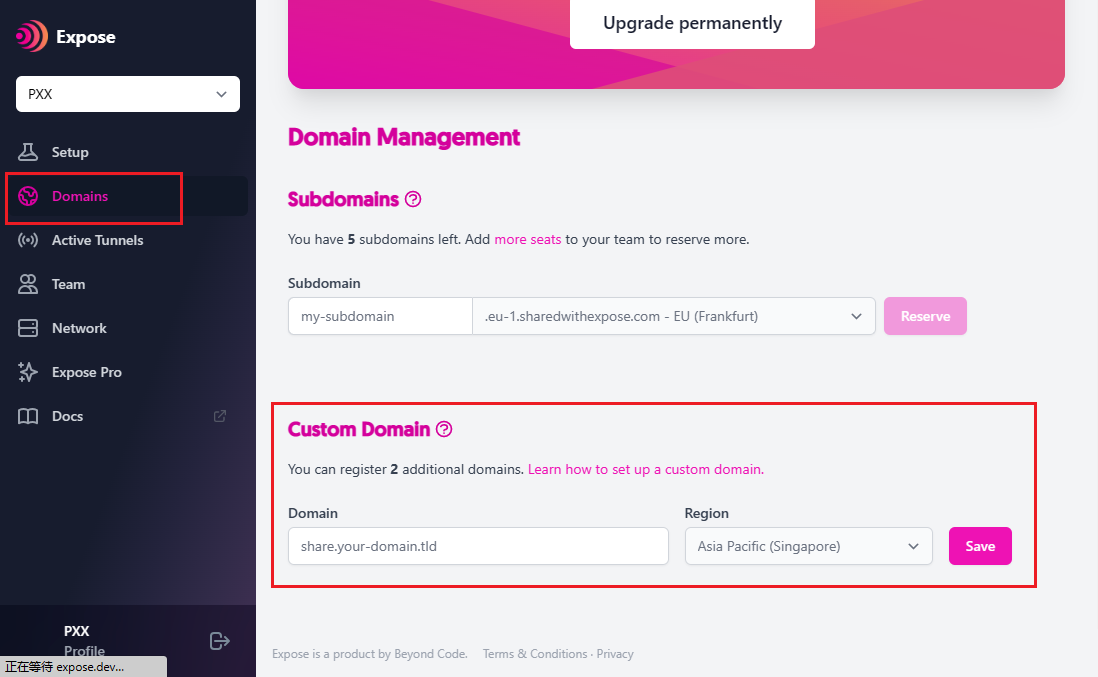 Expose
PXX
Setup
Domains
Active Tunnels
Team
Network
Expose Pro
Docs
PXX
Profile
正在等待 expose.dev...
Upgrade permanently
Domain Management
Subdomains
You have 5 subdomains left. Add more seats to your team to reserve more.
Subdomain
my-subdomain
.eu-1.sharedwithexpose.com - EU (Frankfurt)
Reserve
Custom Domain
You can register 2 additional domains. Learn how to set up a custom domain.
Domain
Region
share.your-domain.tld
Asia Pacific (Singapore)
Save
Expose is a product by Beyond Code. Terms & Conditions · Privacy